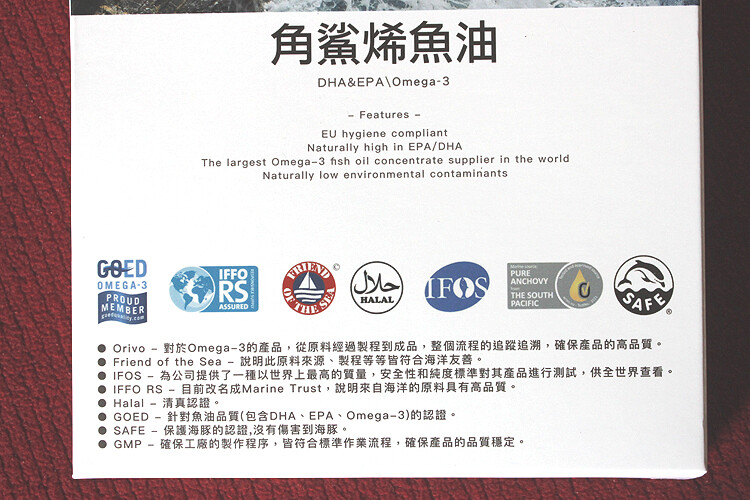 角鯊烯魚油
DHA&EPA\Omega-3
– Features –
EU hygiene compliant
Naturally high in EPA/DHA
The largest Omega-3 fish oil concentrate supplier in the world
Naturally low environmental contaminants
GOED
OMEGA-3
PROUD
MEMBER
goedquality.com
IFFO
RS
ASSURED
FRIEND
OF THE SEA
©
حلال
HALAL
IFOS
PURE
ANCHOVY
from
THE SOUTH
PACIFIC
SAFE
®
● Orivo – 對於Omega-3的產品，從原料經過製程到成品，整個流程的追蹤追溯，確保產品的高品質。
● Friend of the Sea – 說明此原料來源、製程等等皆符合海洋友善。
● IFOS – 為公司提供了一種以世界上最高的質量，安全性和純度標準對其產品進行測試，供全世界查看。
● IFFO RS – 目前改名成Marine Trust，說明來自海洋的原料具有高品質。
● Halal – 清真認證。
● GOED – 針對魚油品質(包含DHA、EPA、Omega-3)的認證。
● SAFE – 保護海豚的認證,沒有傷害到海豚。
● GMP – 確保工廠的製作程序，皆符合標準作業流程，確保產品的品質穩定。